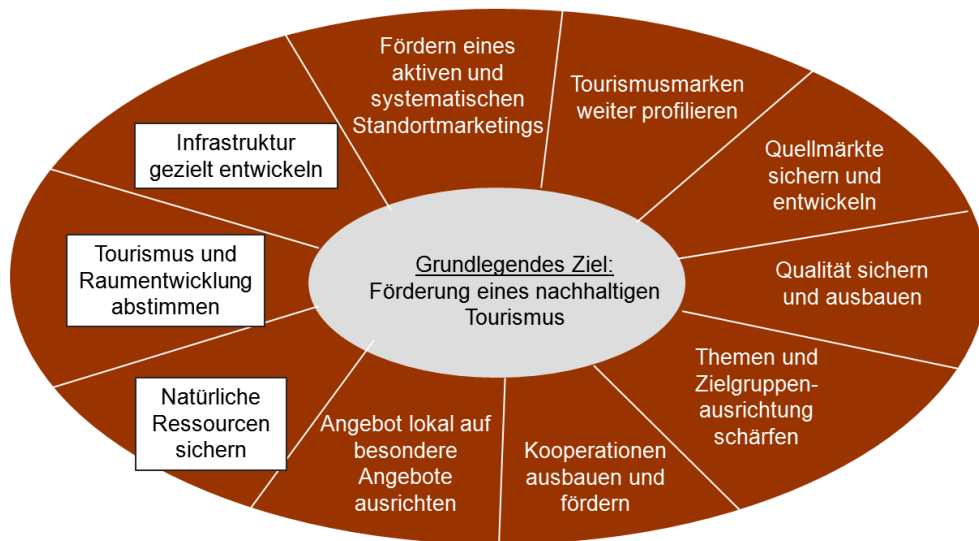 Fördern eines
aktiven und
systematischen
Standortmarketings
Tourismusmarken
weiter profilieren
Quellmärkte
sichern und
entwickeln
Qualität sichern
und ausbauen
Themen und
Zielgruppen-
ausrichtung
schärfen
Kooperationen
ausbauen und
fördern
Angebot lokal auf
besondere
Angebote
ausrichten
Natürliche
Ressourcen
sichern
Tourismus und
Raumentwicklung
abstimmen
Infrastruktur
gezielt entwickeln
Grundlegendes Ziel:
Förderung eines nachhaltigen
Tourismus